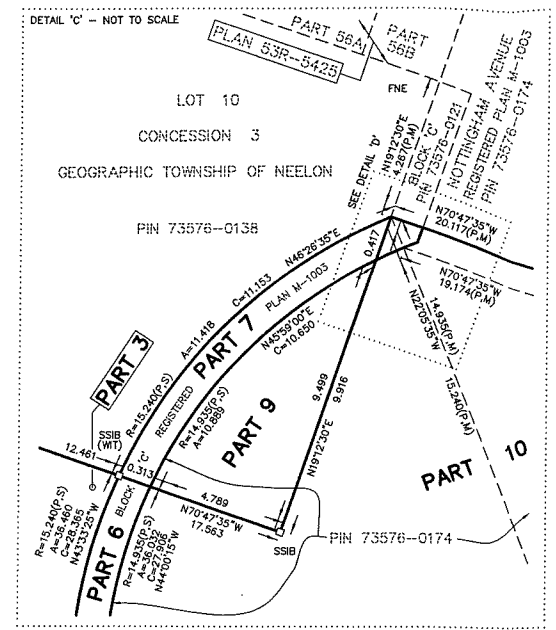 DETAIL 'C' - NOT TO SCALE
PART 56A
PART
56B
PLAN 53R--5425
FNE
LOT 10
CONCESSION 3
GEOGRAPHIC TOWNSHIP OF NEELON
PIN 73576--0138
SEE DETAIL 'D'
N19°12'30"E
4.267(P,M)
BLOCK 'C'
PIN 73576--0121
NOTTINGHAM AVENUE
REGISTERED PLAN M-1003
PIN 73576--0174
N70°47'35"W
20.117(P,M)
N70°47'35"W
19.174(P,M)
0.417
N46°26'35"E
C=11.153
A=11.418
R=15.240(P,S)
PART 7
PLAN M-1003
REGISTERED
N45°59'00"E
C=10.650
R=14.935(P,S)
A=10.889
PART 9
9.499
9.916
N19°12'30"E
14.935(P,M)
N22°05'35"W
15.240(P,M)
PART 10
PART 3
12.461
SSIB
(WIT)
0.313
'C'
BLOCK
4.789
N70°47'35"W
17.563
SSIB
PIN 73576--0174
R=15.240(P,S)
A=36.460
C=28.365
N43°33'25"W
PART 6
R=14.935(P,S)
A=36.032
C=27.906
N44°00'15"W